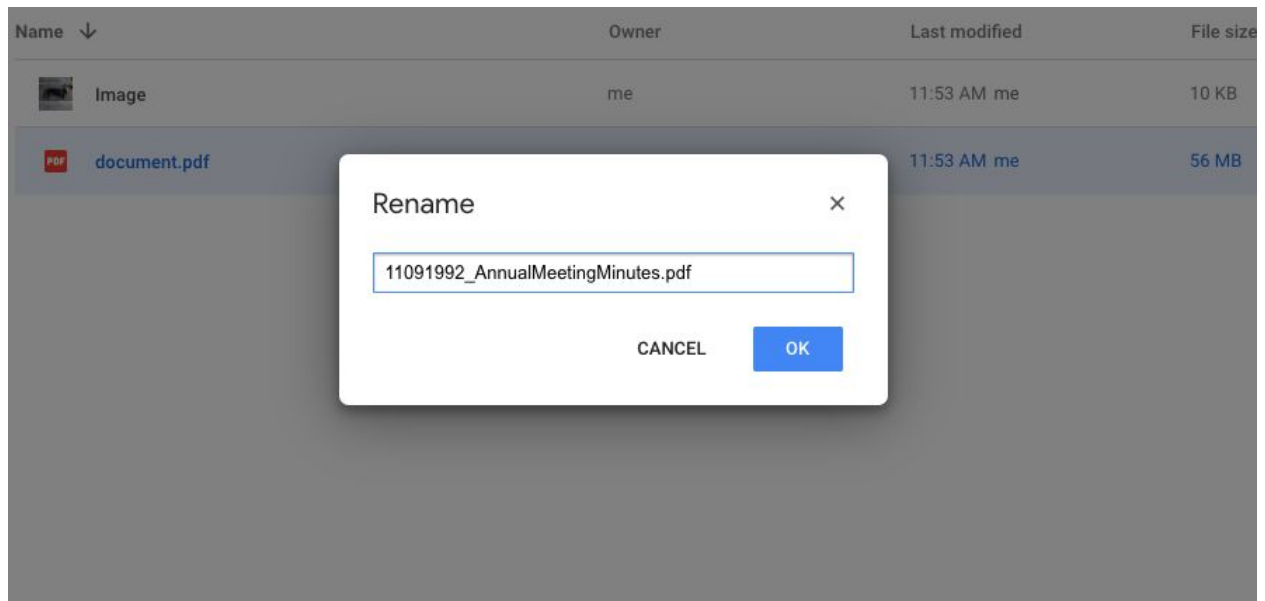 Name Owner Last modified File size
Image me 11:53 AM me 10 KB
PDF document.pdf 11:53 AM me 56 MB
Rename
11091992_AnnualMeetingMinutes.pdf
CANCEL OK